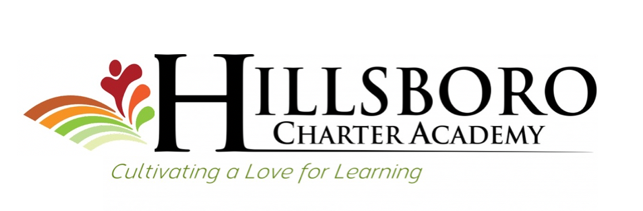 HILLSBORO
CHARTER ACADEMY
Cultivating a Love for Learning